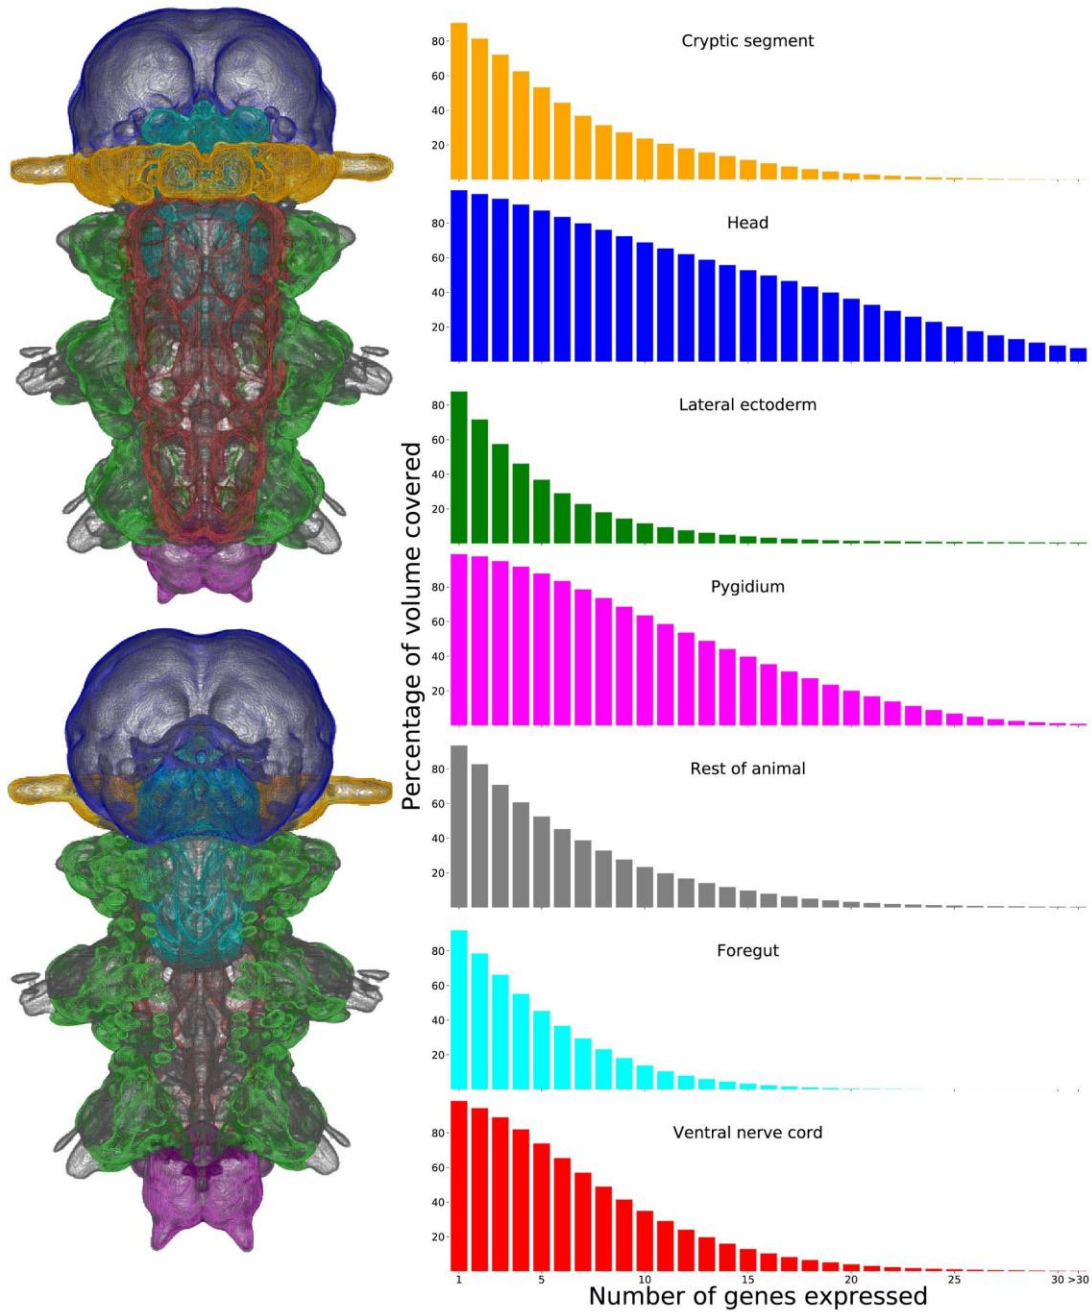 Cryptic segment
80
60
40
20
Head
80
60
40
20
Lateral ectoderm
80
60
40
20
Pygidium
80
60
40
20
Rest of animal
80
60
40
20
Foregut
80
60
40
20
Ventral nerve cord
80
60
40
20
Percentage of volume covered
1 5 10 15 20 25 30 >30
Number of genes expressed